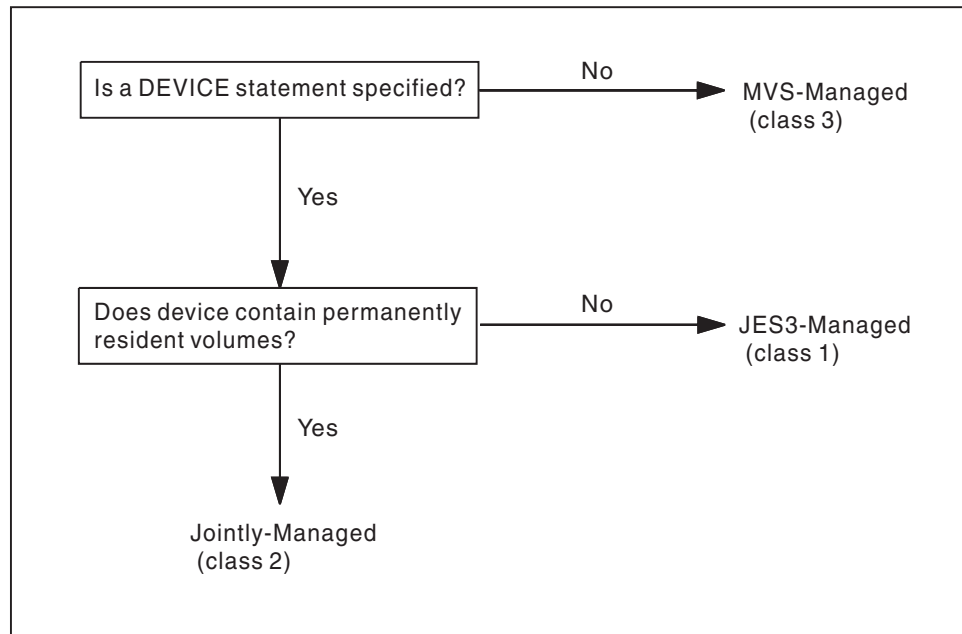 Is a DEVICE statement specified?
No
MVS-Managed
(class 3)
Yes
Does device contain permanently
resident volumes?
No
JES3-Managed
(class 1)
Yes
Jointly-Managed
(class 2)